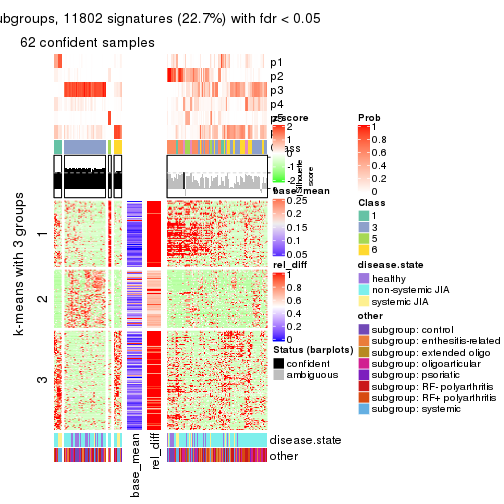 ubgroups, 11802 signatures (22.7%) with fdr < 0.05
62 confident samples
p1
p2
p3
p4
Class
z-score
2
1
0
-1
-2
Silhouette
score
base_mean
0.25
0.2
0.15
0.1
0.05
rel_diff
1
0.8
0.6
0.4
0.2
0
Status (barplots)
confident
ambiguous
Prob
1
0.8
0.6
0.4
0.2
0
Class
1
3
5
6
disease.state
healthy
non-systemic JIA
systemic JIA
other
subgroup: control
subgroup: enthesitis-related
subgroup: extended oligo
subgroup: oligoarticular
subgroup: psoriatic
subgroup: RF- polyarthritis
subgroup: RF+ polyarthritis
subgroup: systemic
k-means with 3 groups
1
2
3
disease.state
other
base_mean
rel_diff